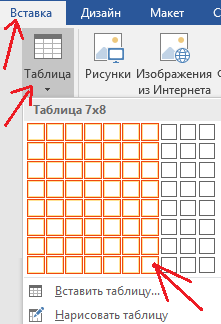 Вставка Дизайн Макет С
Таблица Рисунки Изображения
из Интернета
Таблица 7x8
Вставить таблицу...
Нарисовать таблицу